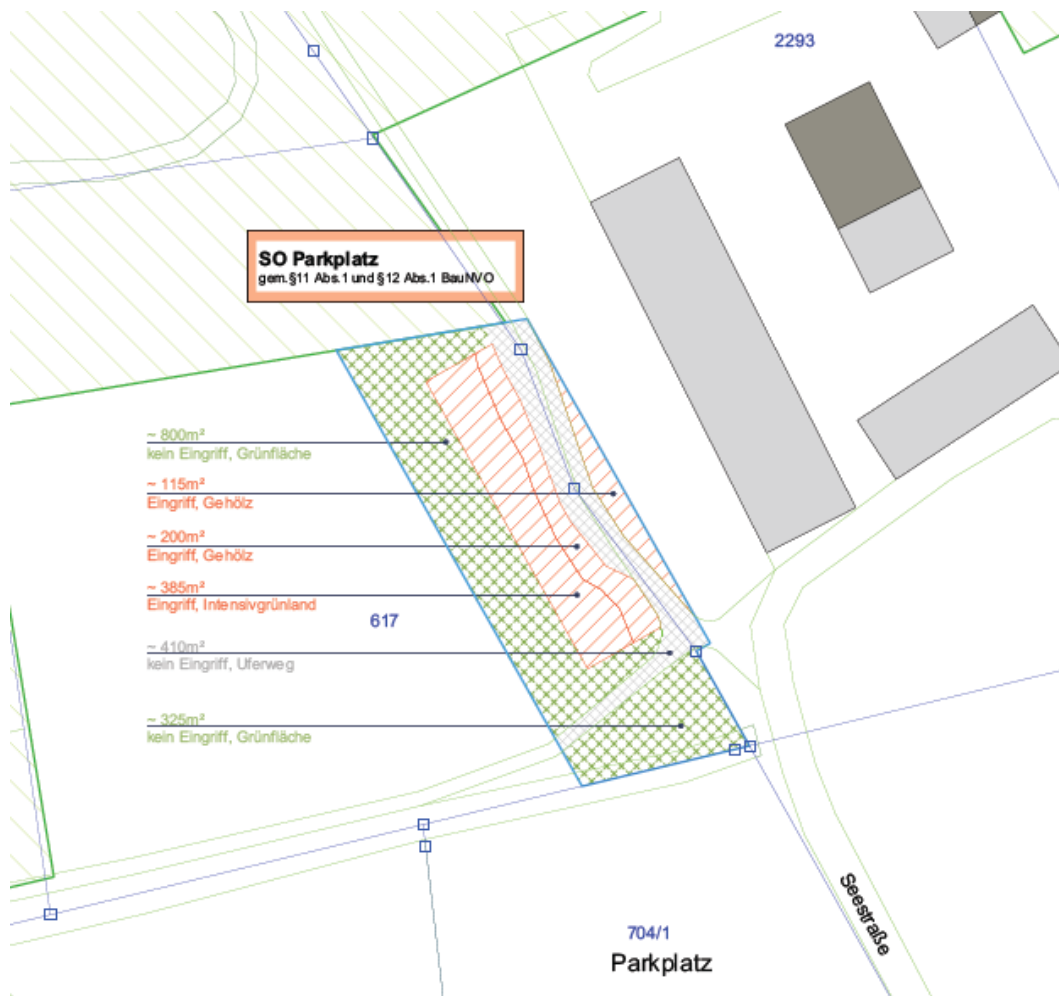 2293
SO Parkplatz
gem.§11 Abs.1 und §12 Abs.1 BauNVO
~ 800m²
kein Eingriff, Grünfläche
~ 115m²
Eingriff, Gehölz
~ 200m²
Eingriff, Gehölz
~ 385m²
Eingriff, Intensivgrünland
617
~ 410m²
kein Eingriff, Uferweg
~ 325m²
kein Eingriff, Grünfläche
Seestraße
704/1
Parkplatz